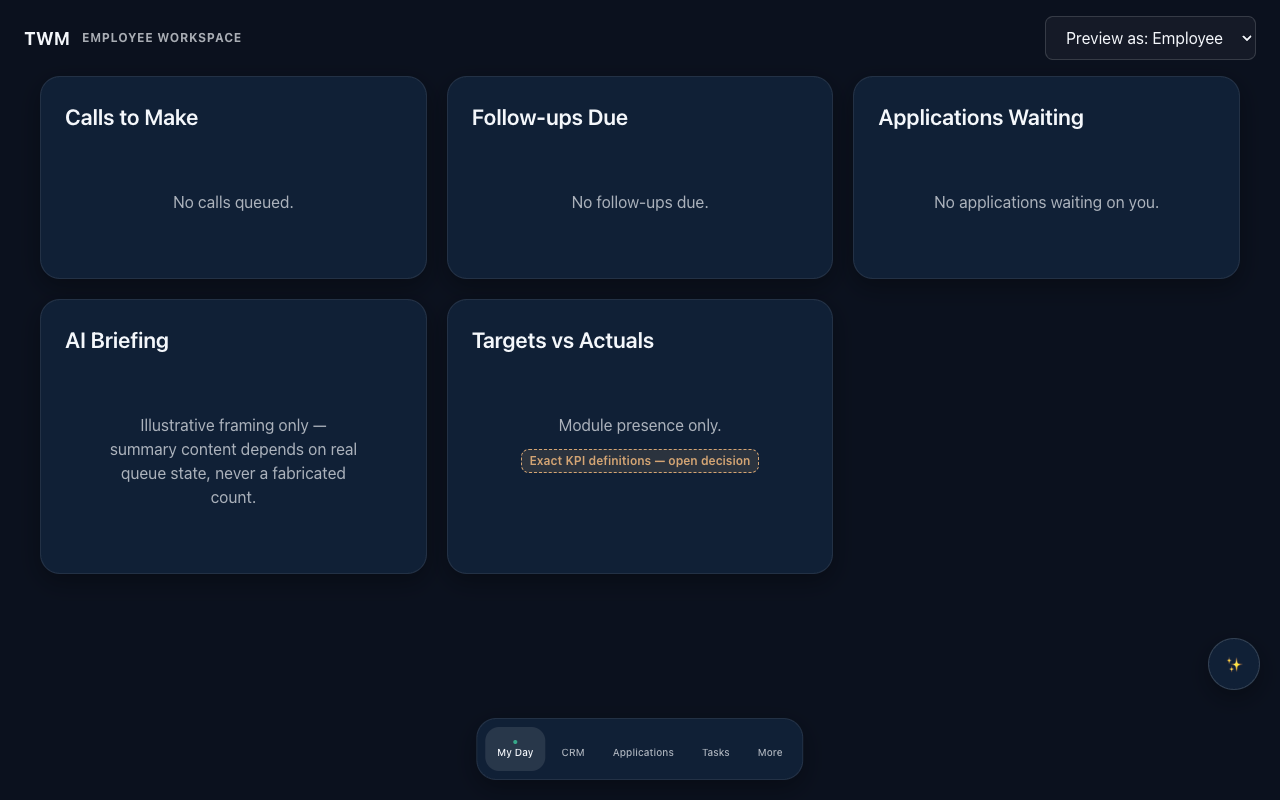 TWM EMPLOYEE WORKSPACE
Preview as: Employee
Calls to Make
No calls queued.
Follow-ups Due
No follow-ups due.
Applications Waiting
No applications waiting on you.
AI Briefing
Illustrative framing only —
summary content depends on real
queue state, never a fabricated
count.
Targets vs Actuals
Module presence only.
Exact KPI definitions — open decision
My Day
CRM
Applications
Tasks
More